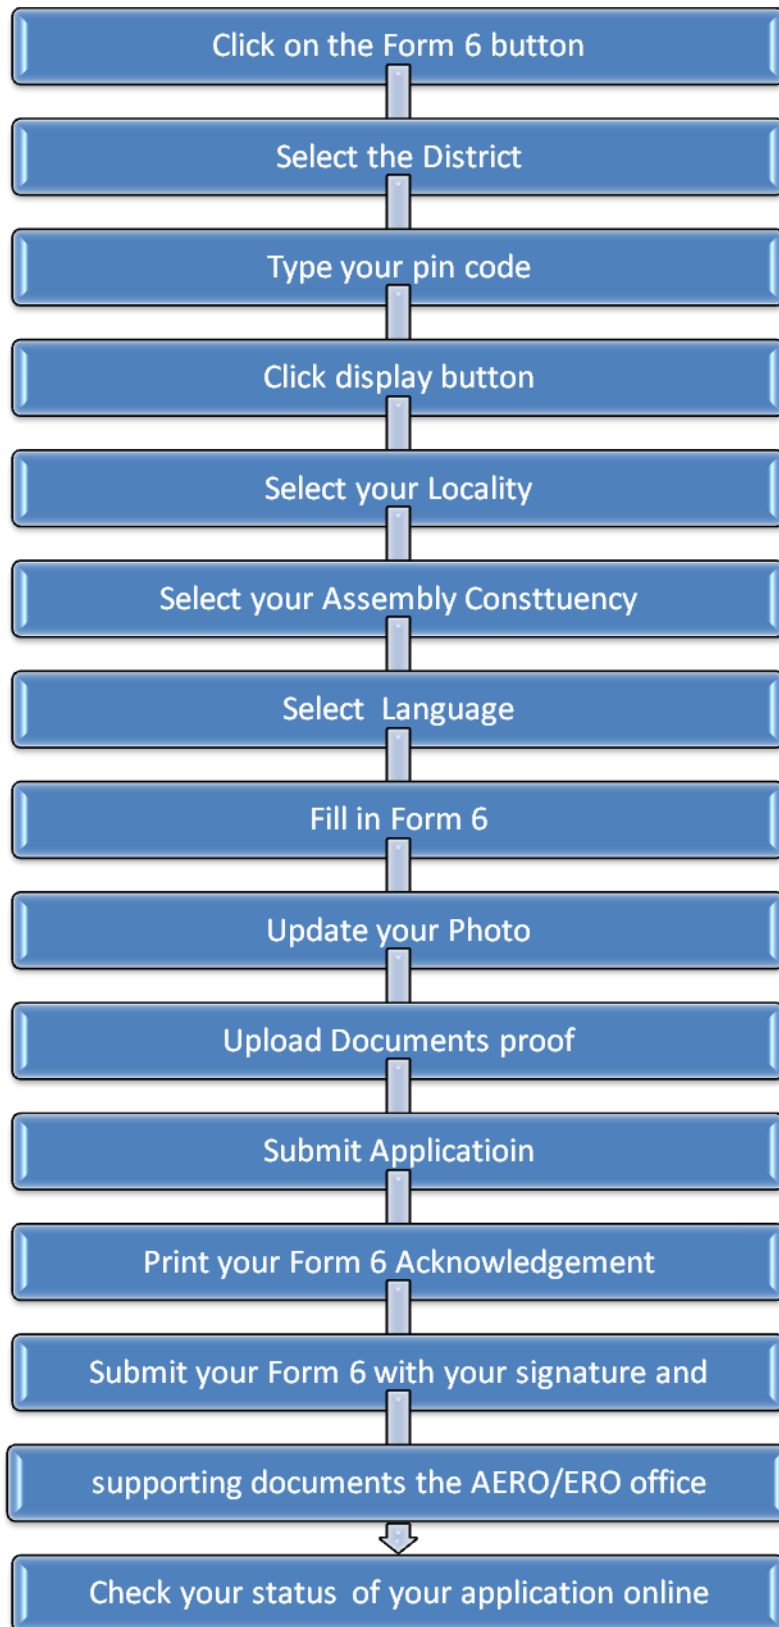 Click on the Form 6 button
Select the District
Type your pin code
Click display button
Select your Locality
Select your Assembly Consttuency
Select  Language
Fill in Form 6
Update your Photo
Upload Documents proof
Submit Applicatioin
Print your Form 6 Acknowledgement
Submit your Form 6 with your signature and
supporting documents the AERO/ERO office
Check your status  of your application online